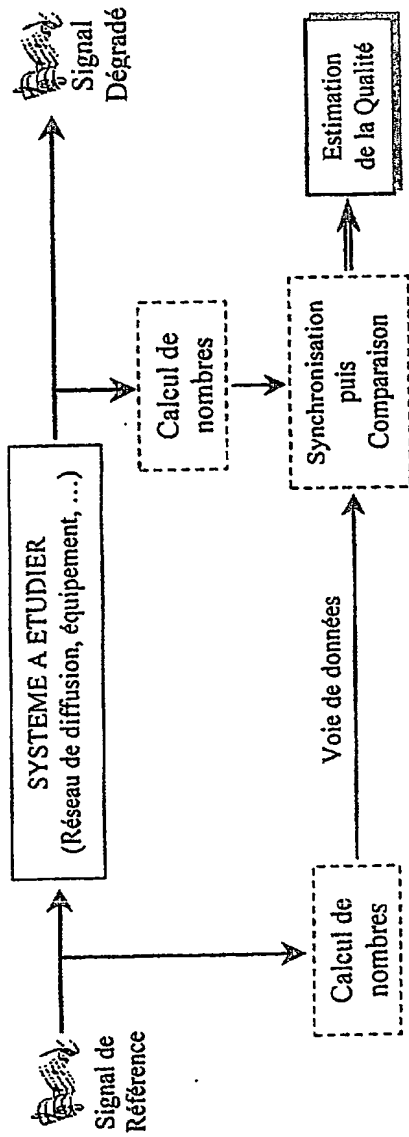 Signal de
Référence
SYSTEME A ETUDIER
(Réseau de diffusion, équipement, ...)
Signal
Dégradé
Calcul de
nombres
Calcul de
nombres
Voie de données
Synchronisation
puis
Comparaison
Estimation
de la Qualité